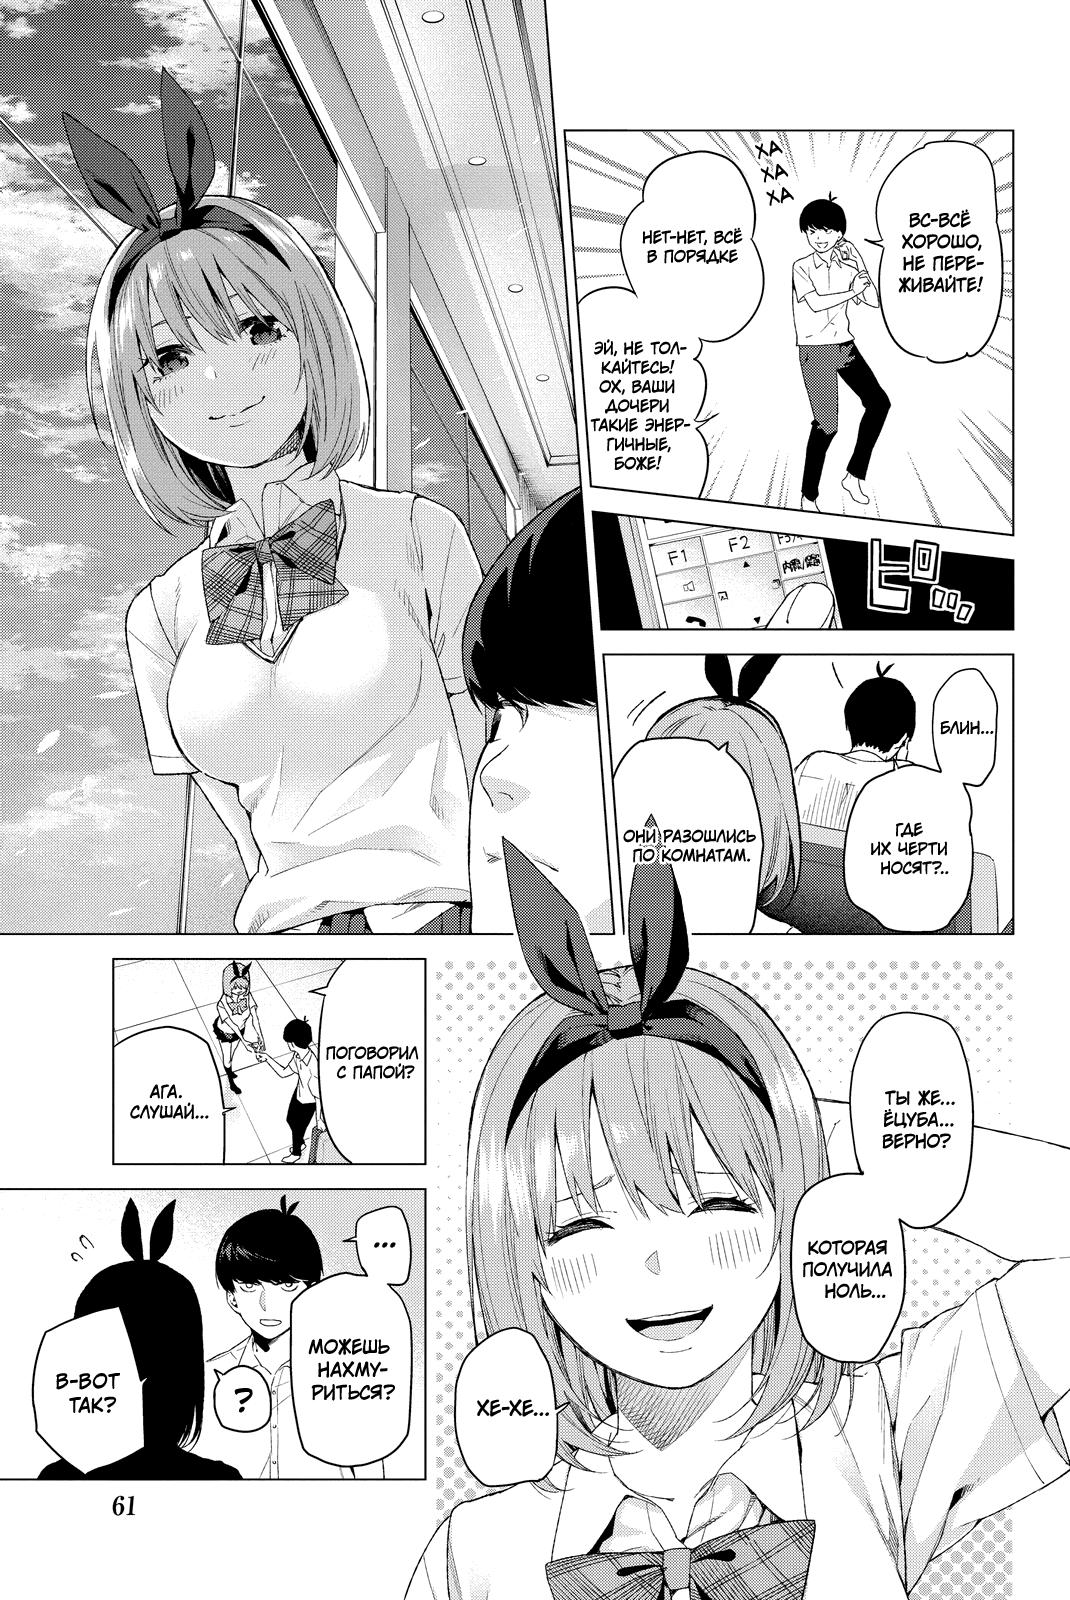 ХА
ХА
ХА
ВС-ВСЁ
ХОРОШО,
НЕ ПЕРЕ-
ЖИВАЙТЕ!
НЕТ-НЕТ, ВСЁ
В ПОРЯДКЕ
ЭЙ, НЕ ТОЛ-
КАЙТЕСЬ!
ОХ, ВАШИ
ДОЧЕРИ
ТАКИЕ ЭНЕР-
ГИЧНЫЕ,
БОЖЕ!
F1
F2
ピッ...
БЛИН...
ГДЕ
ИХ ЧЕРТИ
НОСЯТ?..
ОНИ РАЗОШЛИСЬ
ПО КОМНАТАМ.
ПОГОВОРИЛ
С ПАПОЙ?
АГА.
СЛУШАЙ...
ТЫ ЖЕ...
ЁЦУБА...
ВЕРНО?
КОТОРАЯ
ПОЛУЧИЛА
НОЛЬ...
ХЕ-ХЕ...
...
МОЖЕШЬ
НАХМУ-
РИТЬСЯ?
?
В-ВОТ
ТАК?
61